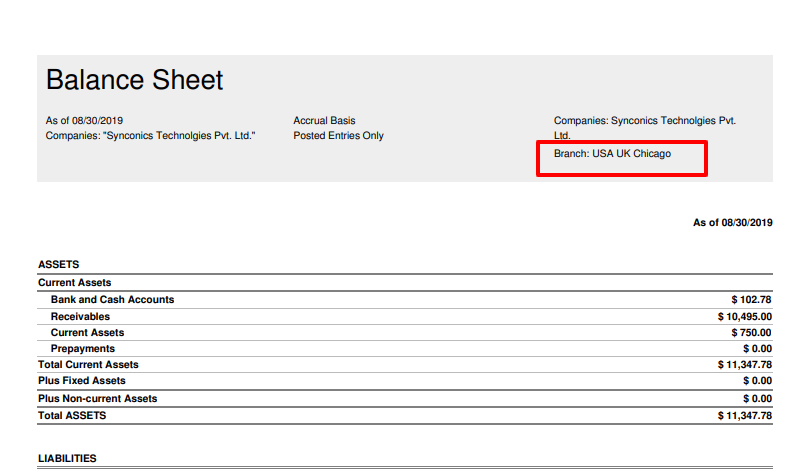 Balance Sheet
As of 08/30/2019
Companies: "Synconics Technolgies Pvt. Ltd."
Accrual Basis
Posted Entries Only
Companies: Synconics Technolgies Pvt.
Ltd.
Branch: USA UK Chicago
As of 08/30/2019
ASSETS
Current Assets
Bank and Cash Accounts $ 102.78
Receivables $ 10,495.00
Current Assets $ 750.00
Prepayments $ 0.00
Total Current Assets $ 11,347.78
Plus Fixed Assets $ 0.00
Plus Non-current Assets $ 0.00
Total ASSETS $ 11,347.78
LIABILITIES